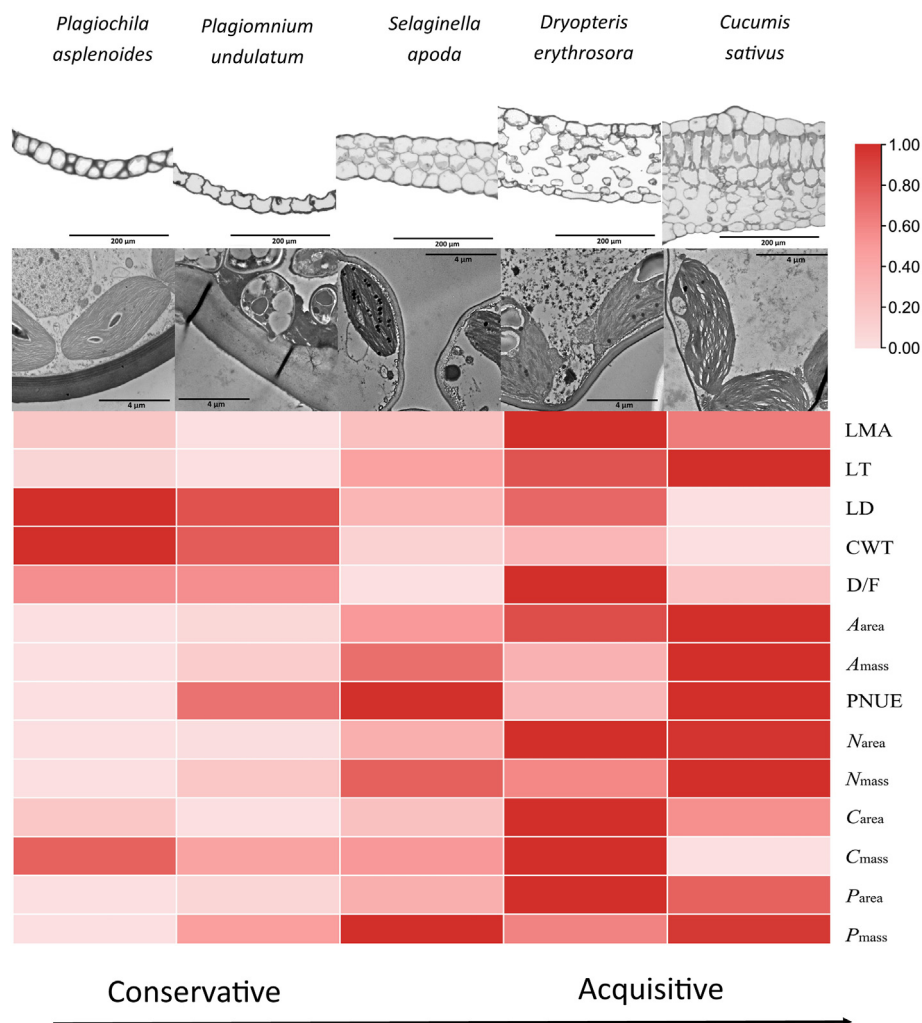 Plagiochila
asplenoides
Plagiomnium
undulatum
Selaginella
apoda
Dryopteris
erythrosora
Cucumis
sativus
200 µm
200 µm
200 µm
200 µm
200 µm
4 µm
4 µm
4 µm
4 µm
4 µm
1.00
0.80
0.60
0.40
0.20
0.00
LMA
LT
LD
CWT
D/F
Aarea
Amass
PNUE
Narea
Nmass
Carea
Cmass
Parea
Pmass
Conservative
Acquisitive